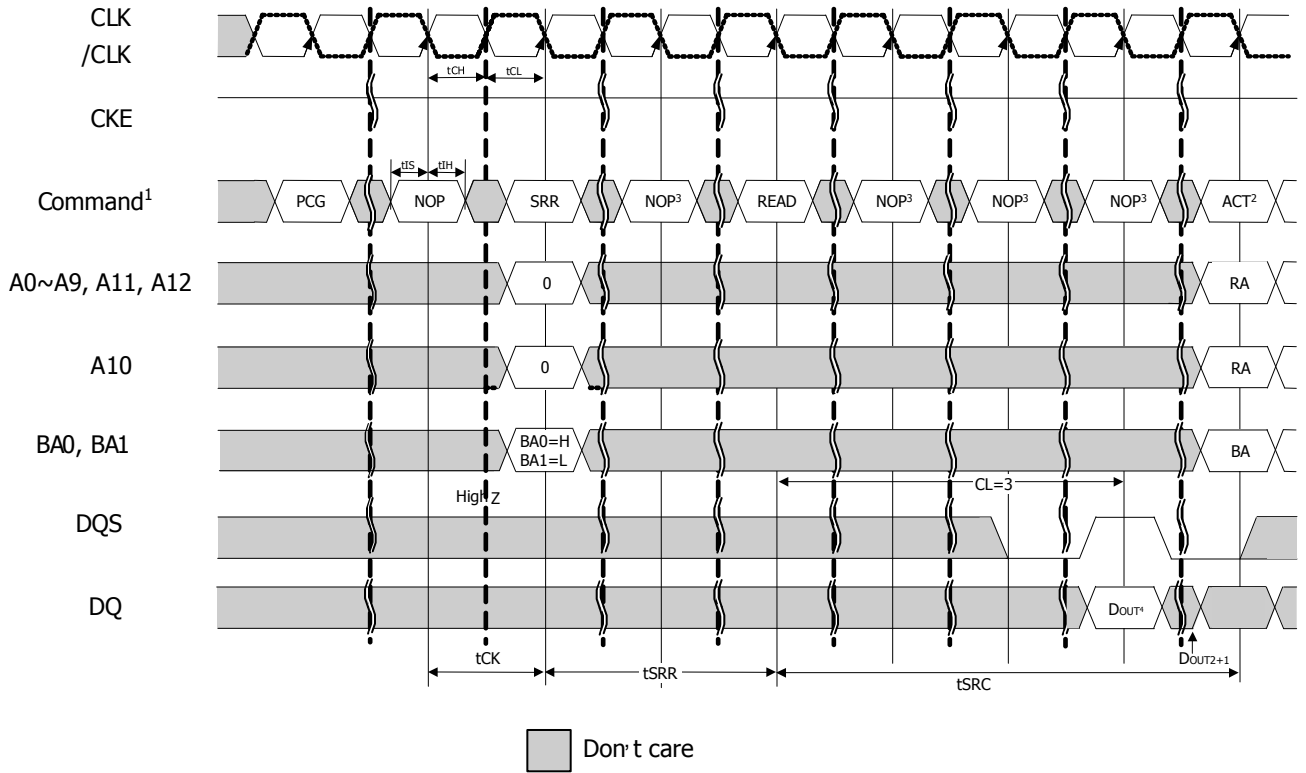 CLK
/CLK
tCH tCL
CKE
tIS tIH
Command1 PCG NOP SRR NOP3 READ NOP3 NOP3 NOP3 ACT2
A0~A9, A11, A12 0 RA
A10 0 RA
BA0, BA1 BA0=H BA1=L BA
CL=3
High Z
DQS
DQ DOUT4
DOUT2+1
tCK tSRR tSRC
Don't care